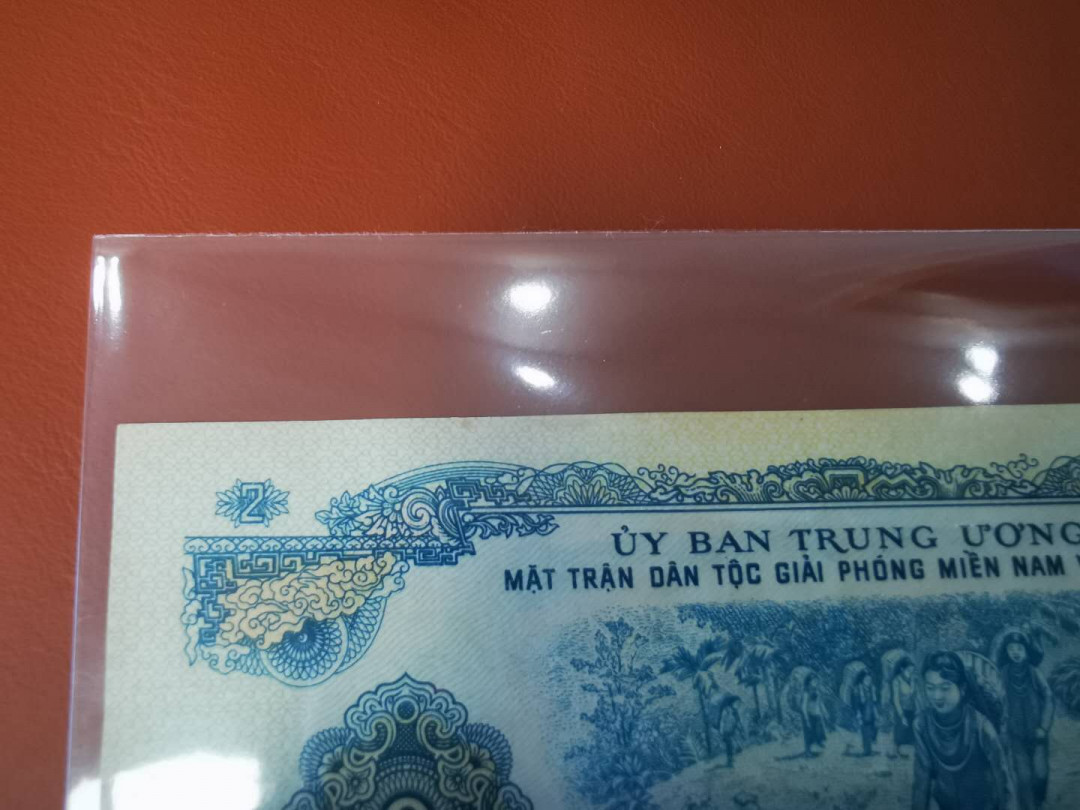 2
ỦY BAN TRUNG ƯƠNG
MẶT TRẬN DÂN TỘC GIẢI PHÓNG MIỀN NAM